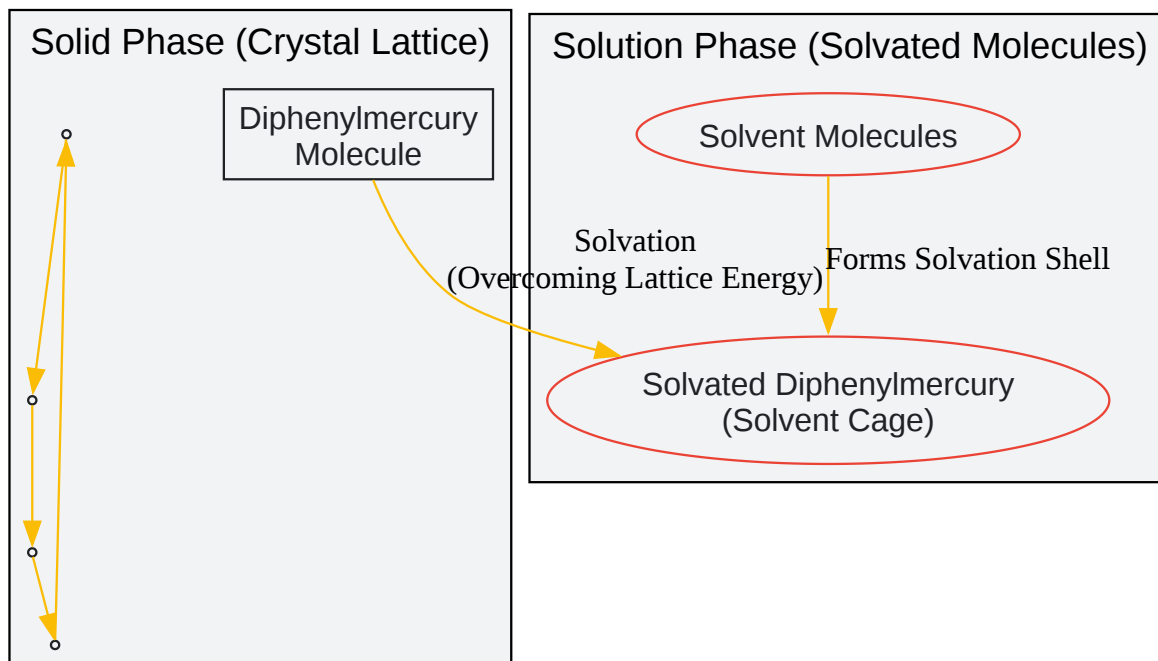 Solid Phase (Crystal Lattice)
Diphenylmercury
Molecule
Solution Phase (Solvated Molecules)
Solvent Molecules
Solvation
(Overcoming Lattice Energy)
Forms Solvation Shell
Solvated Diphenylmercury
(Solvent Cage)